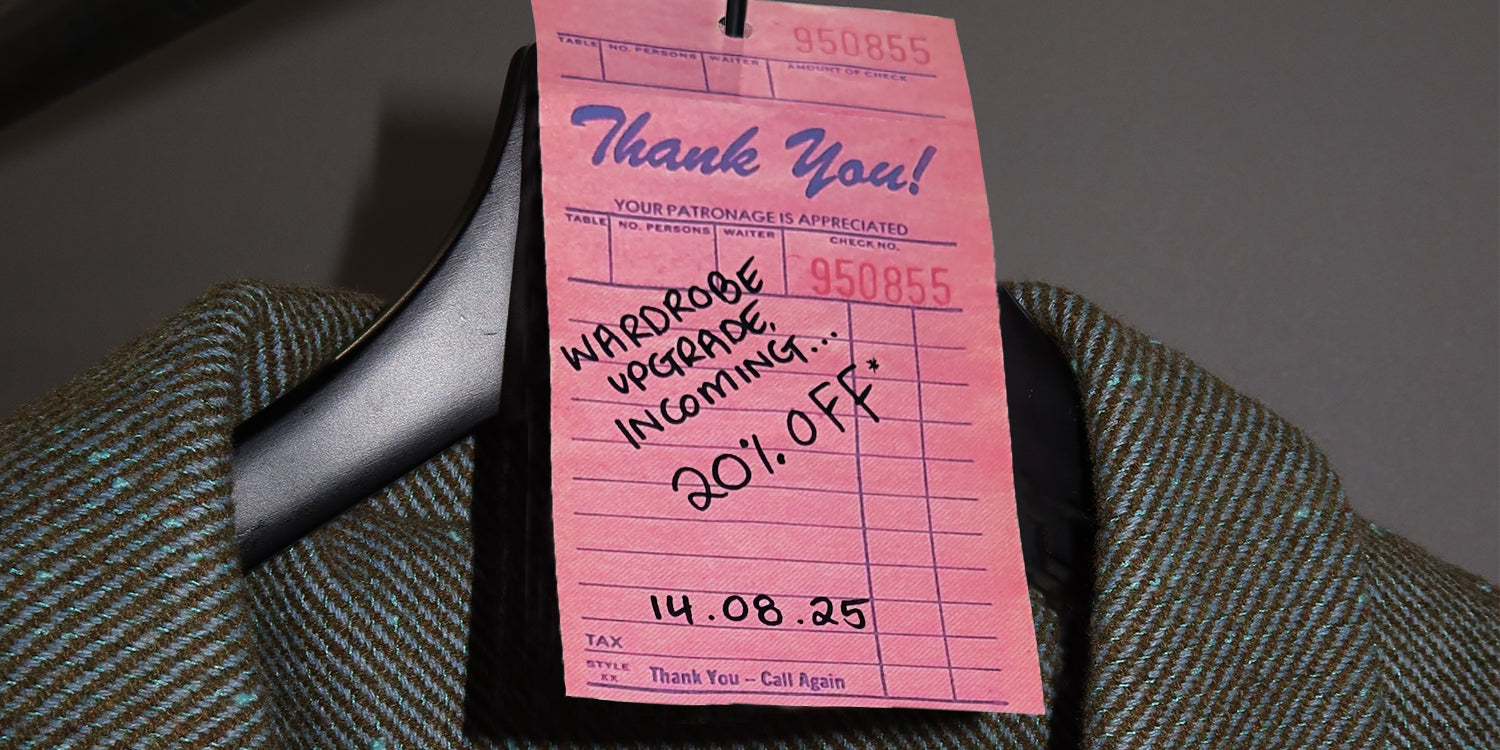 950855
TABLE NO. PERSONS WAITER AMOUNT OF CHECK
Thank You!
YOUR PATRONAGE IS APPRECIATED
TABLE NO. PERSONS WAITER CHECK NO.
950855
WARDROBE
UPGRADE.
INCOMING...
20% OFF*
14.08.25
TAX
STYLE
KK
Thank You – Call Again